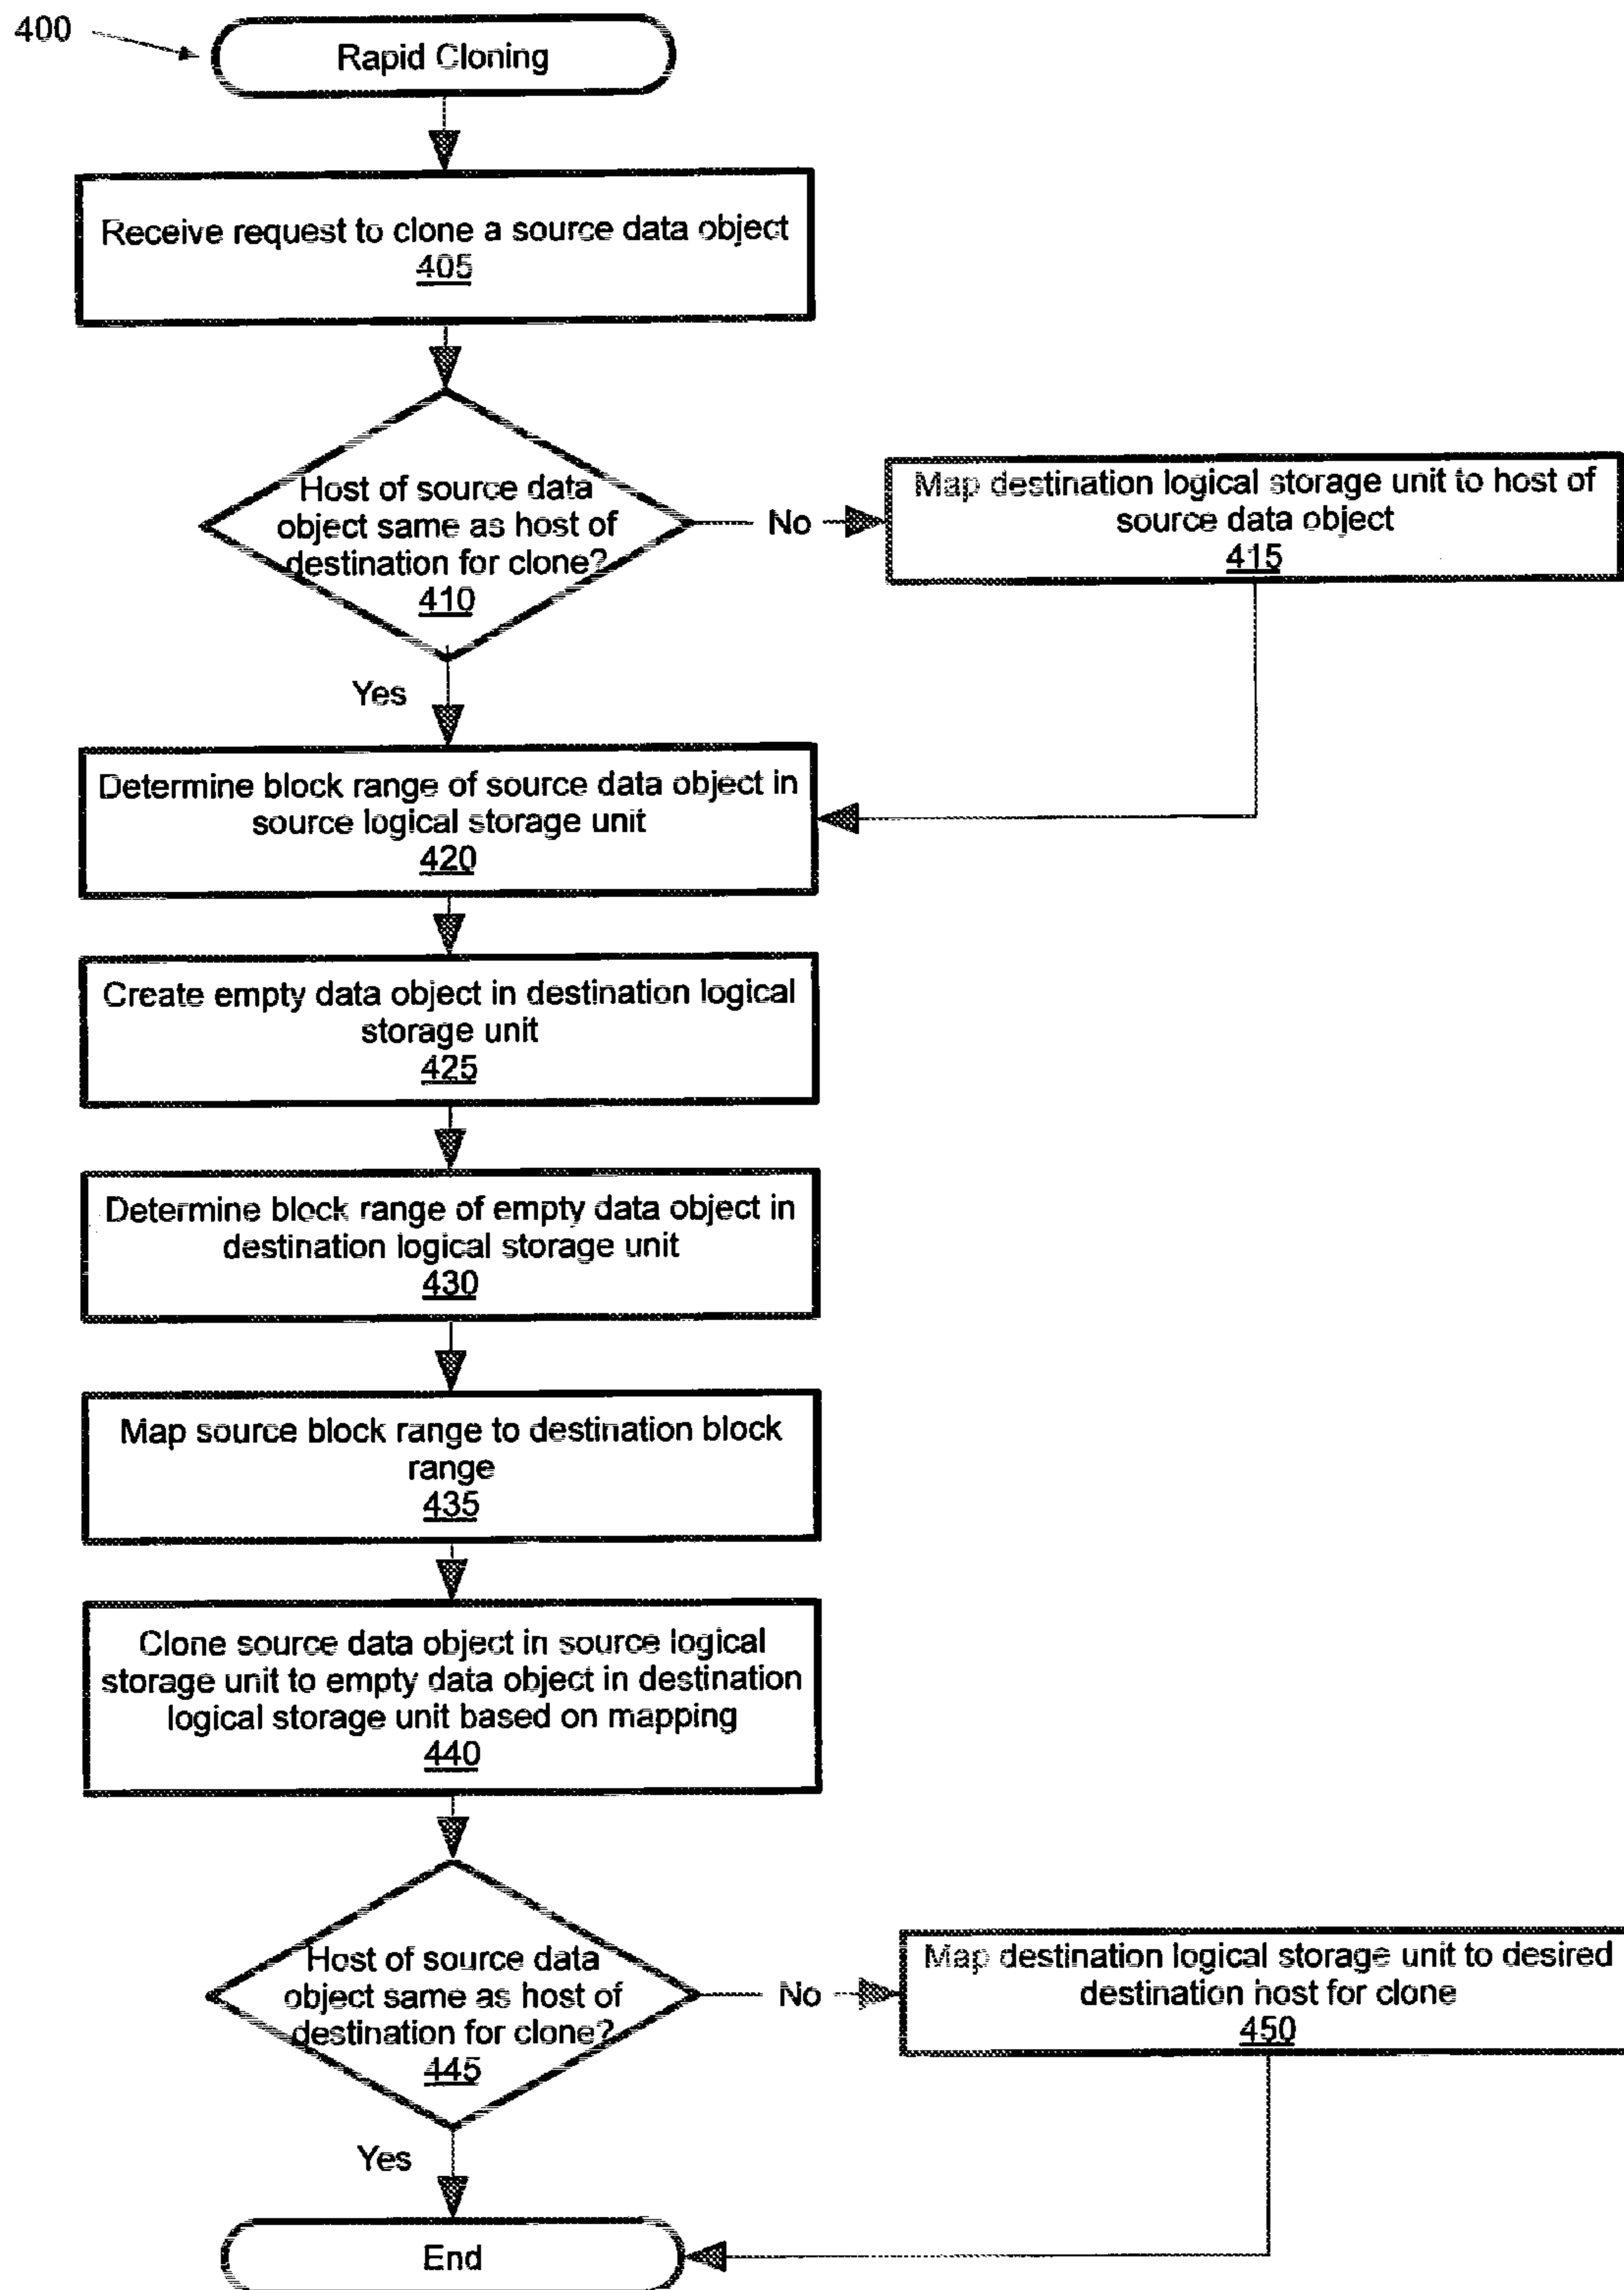 400
Rapid Cloning
Receive request to clone a source data object
405
Host of source data
object same as host of
destination for clone?
410
No
Map destination logical storage unit to host of
source data object
415
Yes
Determine block range of source data object in
source logical storage unit
420
Create empty data object in destination logical
storage unit
425
Determine block range of empty data object in
destination logical storage unit
430
Map source block range to destination block
range
435
Clone source data object in source logical
storage unit to empty data object in destination
logical storage unit based on mapping
440
Host of source data
object same as host of
destination for clone?
445
No
Map destination logical storage unit to desired
destination host for clone
450
Yes
End